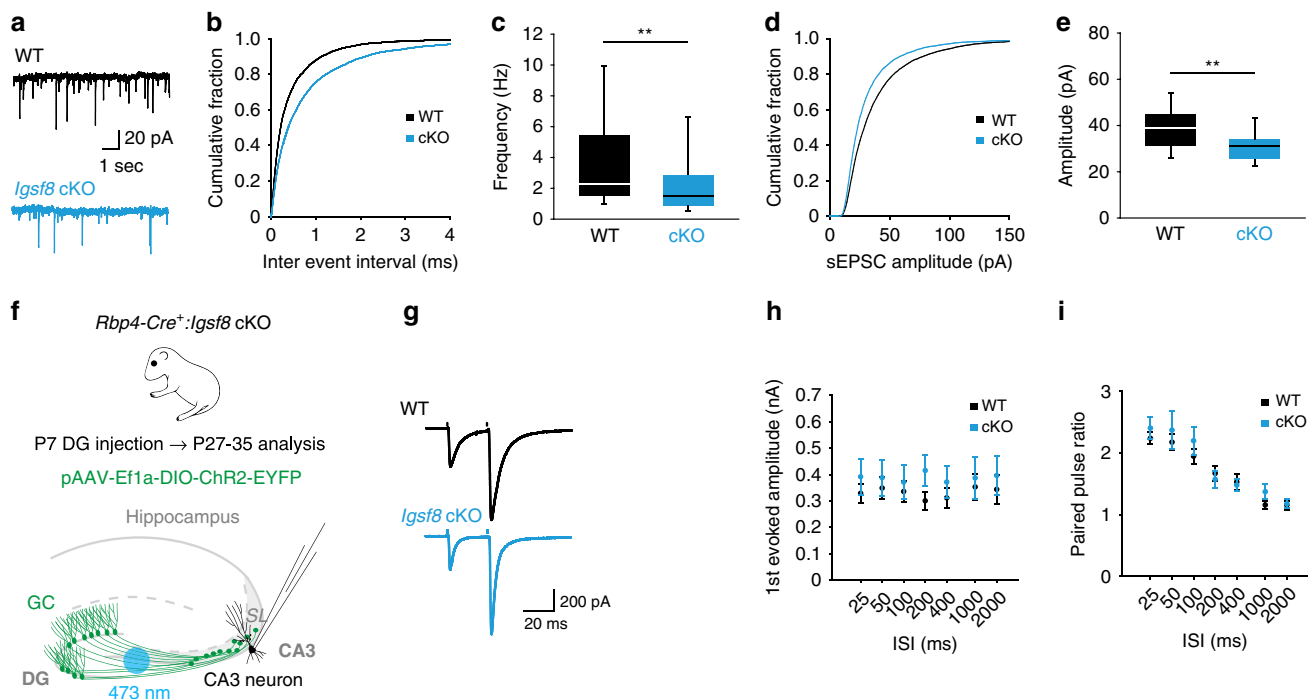 a
WT
20 pA
1 sec
Igsf8 cKO
b
Cumulative fraction
1.0
0.8
0.6
0.4
0.2
0
0 1 2 3 4
Inter event interval (ms)
WT
cKO
c
**
Frequency (Hz)
12
10
8
6
4
2
0
WT cKO
d
Cumulative fraction
1.0
0.8
0.6
0.4
0.2
0
0 50 100 150
sEPSC amplitude (pA)
WT
cKO
e
**
Amplitude (pA)
80
60
40
20
0
WT cKO
f
Rbp4-Cre+:Igsf8 cKO
P7 DG injection → P27-35 analysis
pAAV-Ef1a-DIO-ChR2-EYFP
Hippocampus
GC
SL
CA3
DG
CA3 neuron
473 nm
g
WT
Igsf8 cKO
200 pA
20 ms
h
1st evoked amplitude (nA)
0.7
0.6
0.5
0.4
0.3
0.2
0.1
0.0
WT
cKO
25 50 100 200 400 1000 2000
ISI (ms)
i
Paired pulse ratio
3
2
1
0
WT
cKO
25 50 100 200 400 1000 2000
ISI (ms)